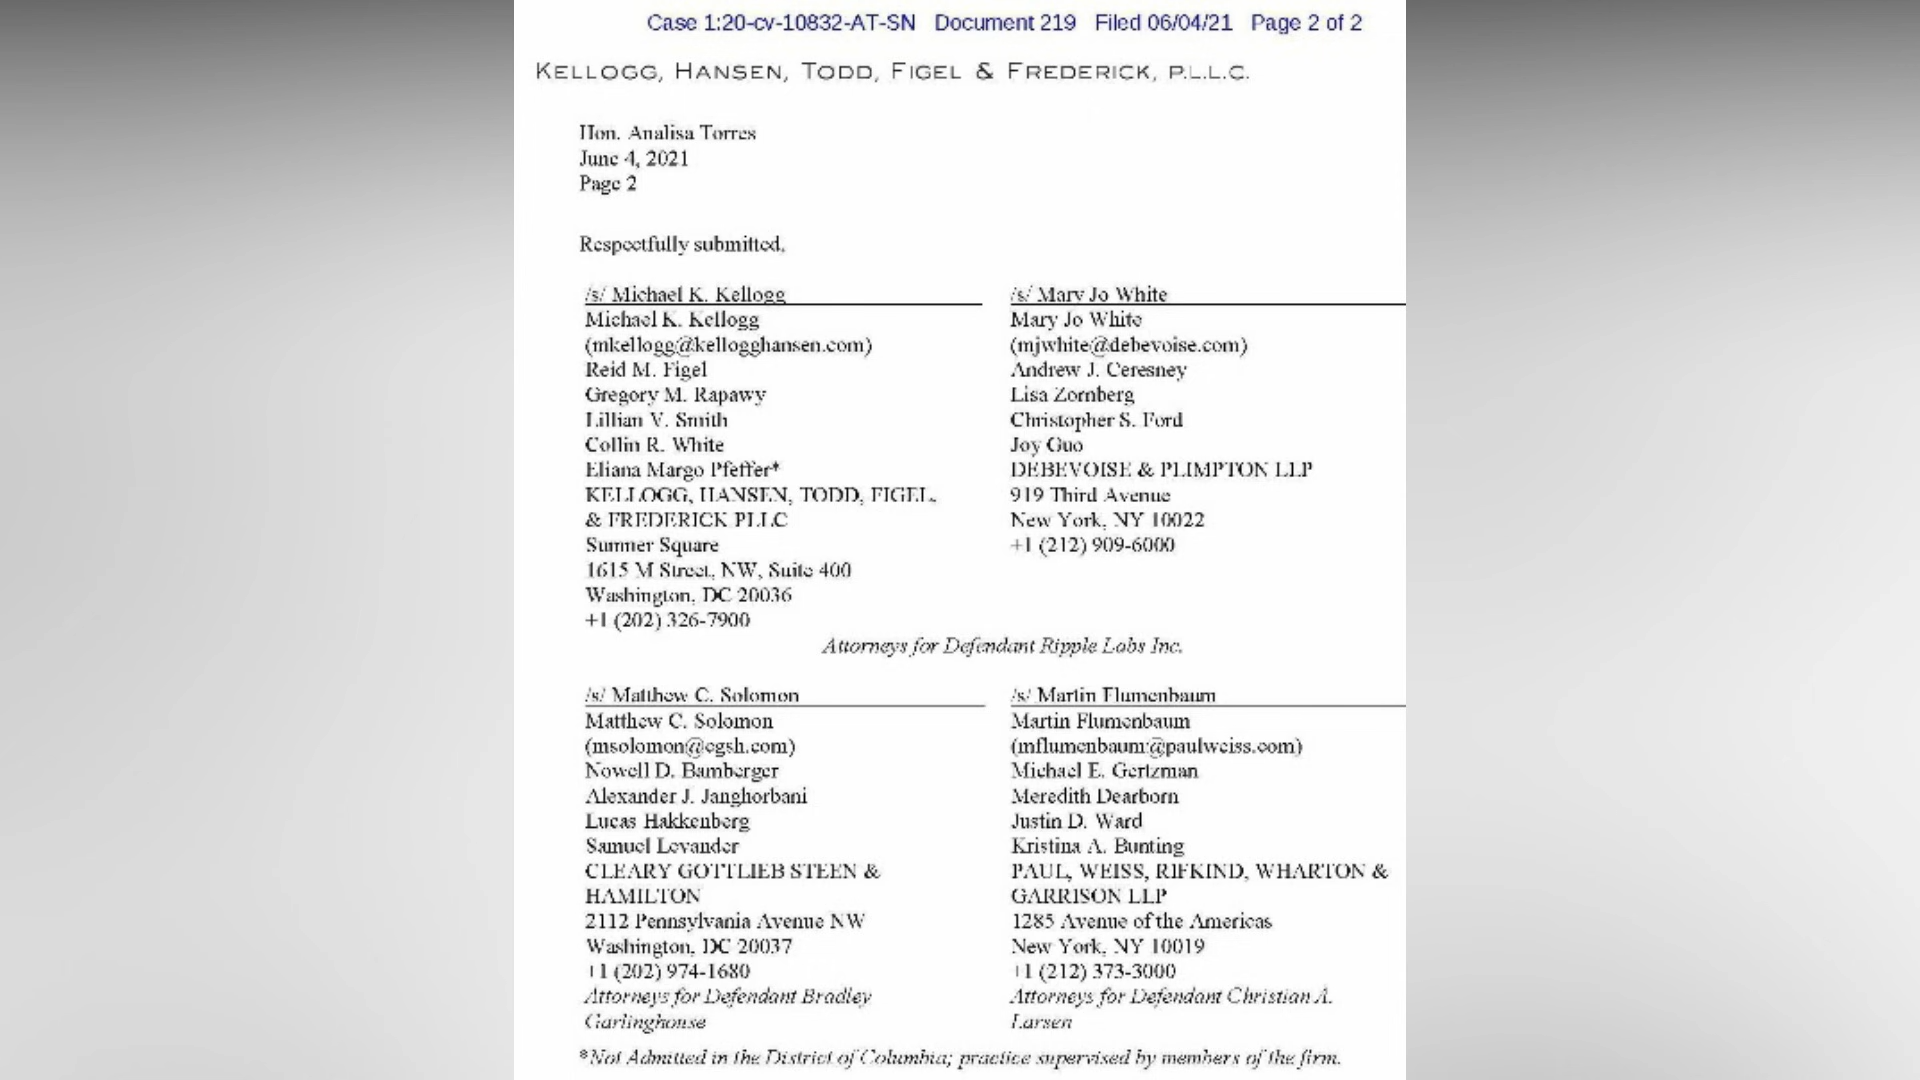 Case 1:20-cv-10832-AT-SN Document 219 Filed 06/04/21 Page 2 of 2
KELLOGG, HANSEN, TODD, FIGEL & FREDERICK, P.L.L.C.
Hon. Analisa Torres
June 4, 2021
Page 2
Respectfully submitted,
/s/ Michael K. Kellogg
Michael K. Kellogg
(mkellogg@kellogghansen.com)
Reid M. Figel
Gregory M. Rapawy
Lillian V. Smith
Collin R. White
Eliana Margo Pfeffer*
KELLOGG, HANSEN, TODD, FIGEL,
& FREDERICK PLLC
Sumner Square
1615 M Street, NW, Suite 400
Washington, DC 20036
+1 (202) 326-7900
/s/ Mary Jo White
Mary Jo White
(mjwhite@debevoise.com)
Andrew J. Ceresney
Lisa Zornberg
Christopher S. Ford
Joy Guo
DEBEVOISE & PLIMPTON LLP
919 Third Avenue
New York, NY 10022
+1 (212) 909-6000
Attorneys for Defendant Ripple Labs Inc.
/s/ Matthew C. Solomon
Matthew C. Solomon
(msolomon@cgsh.com)
Nowell D. Bamberger
Alexander J. Janghorbani
Lucas Hakkenberg
Samuel Levander
CLEARY GOTTLIEB STEEN &
HAMILTON
2112 Pennsylvania Avenue NW
Washington, DC 20037
+1 (202) 974-1680
Attorneys for Defendant Bradley
Garlinghouse
/s/ Martin Flumenbaum
Martin Flumenbaum
(mflumenbaum@paulweiss.com)
Michael E. Gertzman
Meredith Dearborn
Justin D. Ward
Kristina A. Bunting
PAUL, WEISS, RIFKIND, WHARTON &
GARRISON LLP
1285 Avenue of the Americas
New York, NY 10019
+1 (212) 373-3000
Attorneys for Defendant Christian A.
Larsen
*Not Admitted in the District of Columbia; practice supervised by members of the firm.